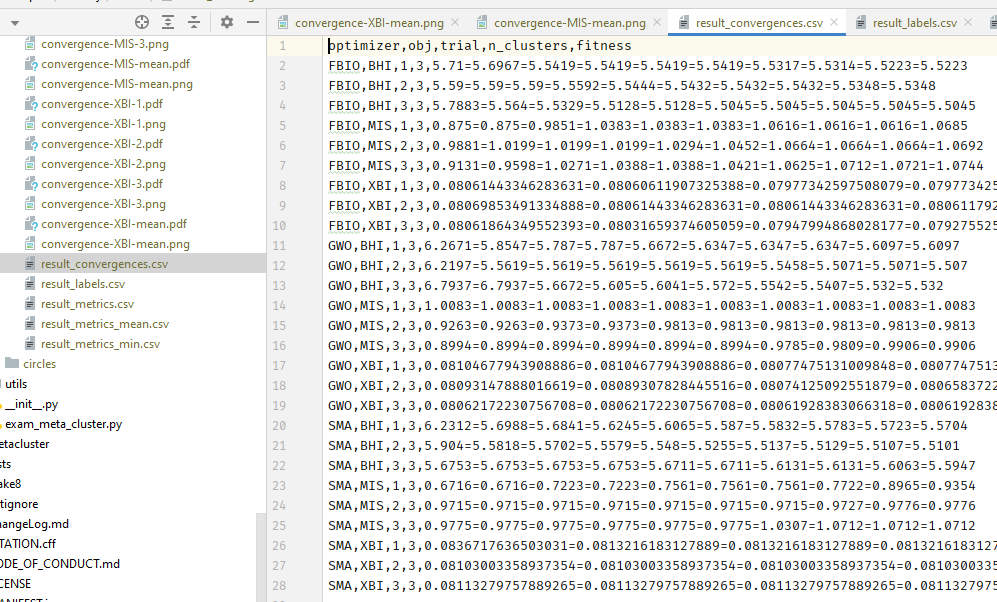 convergence-XBI-mean.png
convergence-MIS-mean.png
result_convergences.csv
result_labels.csv
convergence-MIS-3.png
convergence-MIS-mean.pdf
convergence-MIS-mean.png
convergence-XBI-1.pdf
convergence-XBI-1.png
convergence-XBI-2.pdf
convergence-XBI-2.png
convergence-XBI-3.pdf
convergence-XBI-3.png
convergence-XBI-mean.pdf
convergence-XBI-mean.png
result_convergences.csv
result_labels.csv
result_metrics.csv
result_metrics_mean.csv
result_metrics_min.csv
circles
utils
__init__.py
exam_meta_cluster.py
etacluster
sts
ake8
tignore
hangeLog.md
TATION.cff
ODE_OF_CONDUCT.md
CENSE
1 optimizer,obj,trial,n_clusters,fitness
2 FBIO,BHI,1,3,5.71=5.6967=5.5419=5.5419=5.5419=5.5419=5.5317=5.5314=5.5223=5.5223
3 FBIO,BHI,2,3,5.59=5.59=5.59=5.5592=5.5444=5.5432=5.5432=5.5432=5.5348=5.5348
4 FBIO,BHI,3,3,5.7883=5.564=5.5329=5.5128=5.5128=5.5045=5.5045=5.5045=5.5045=5.5045
5 FBIO,MIS,1,3,0.875=0.875=0.9851=1.0383=1.0383=1.0383=1.0616=1.0616=1.0616=1.0685
6 FBIO,MIS,2,3,0.9881=1.0199=1.0199=1.0199=1.0294=1.0452=1.0664=1.0664=1.0664=1.0692
7 FBIO,MIS,3,3,0.9131=0.9598=1.0271=1.0388=1.0388=1.0421=1.0625=1.0712=1.0721=1.0744
8 FBIO,XBI,1,3,0.08061443346283631=0.08060611907325388=0.07977342597508079=0.079773425
9 FBIO,XBI,2,3,0.08069853491334888=0.08061443346283631=0.08061443346283631=0.080611792
10 FBIO,XBI,3,3,0.08061864349552393=0.08031659374605059=0.07947994868028177=0.079275525
11 GWO,BHI,1,3,6.2671=5.8547=5.787=5.787=5.6672=5.6347=5.6347=5.6347=5.6097=5.6097
12 GWO,BHI,2,3,6.2197=5.5619=5.5619=5.5619=5.5619=5.5619=5.5458=5.5071=5.5071=5.507
13 GWO,BHI,3,3,6.7937=5.6937=5.6672=5.605=5.6041=5.572=5.5542=5.5407=5.532=5.532
14 GWO,MIS,1,3,1.0083=1.0083=1.0083=1.0083=1.0083=1.0083=1.0083=1.0083=1.0083=1.0083
15 GWO,MIS,2,3,0.9263=0.9263=0.9373=0.9373=0.9813=0.9813=0.9813=0.9813=0.9813=0.9813
16 GWO,MIS,3,3,0.8994=0.8994=0.8994=0.8994=0.8994=0.8994=0.9785=0.9809=0.9906=0.9906
17 GWO,XBI,1,3,0.08104677943908886=0.08104677943908886=0.08077475131009848=0.0807747513
18 GWO,XBI,2,3,0.08093147888016619=0.08089307828445516=0.08074125092551879=0.0806583722
19 GWO,XBI,3,3,0.08062172230756708=0.08062172230756708=0.08061928383066318=0.0806192838
20 SMA,BHI,1,3,6.2312=5.6988=5.6841=5.6245=5.6065=5.587=5.5832=5.5783=5.5723=5.5704
21 SMA,BHI,2,3,5.904=5.5818=5.5702=5.5579=5.548=5.5255=5.5137=5.5129=5.5107=5.5101
22 SMA,BHI,3,3,5.6753=5.6753=5.6753=5.6753=5.6711=5.6711=5.6131=5.6131=5.6063=5.5947
23 SMA,MIS,1,3,0.6716=0.6716=0.7223=0.7223=0.7561=0.7561=0.7561=0.7722=0.8965=0.9354
24 SMA,MIS,2,3,0.9715=0.9715=0.9715=0.9715=0.9715=0.9715=0.9715=0.9727=0.9776=0.9776
25 SMA,MIS,3,3,0.9775=0.9775=0.9775=0.9775=0.9775=0.9775=1.0307=1.0712=1.0712=1.0712
26 SMA,XBI,1,3,0.0836717636503031=0.0813216183127889=0.0813216183127889=0.0813216183127
27 SMA,XBI,2,3,0.08103003358937354=0.08103003358937354=0.08103003358937354=0.0810300335
28 SMA,XBI,3,3,0.08113279757889265=0.08113279757889265=0.08113279757889265=0.0811327975